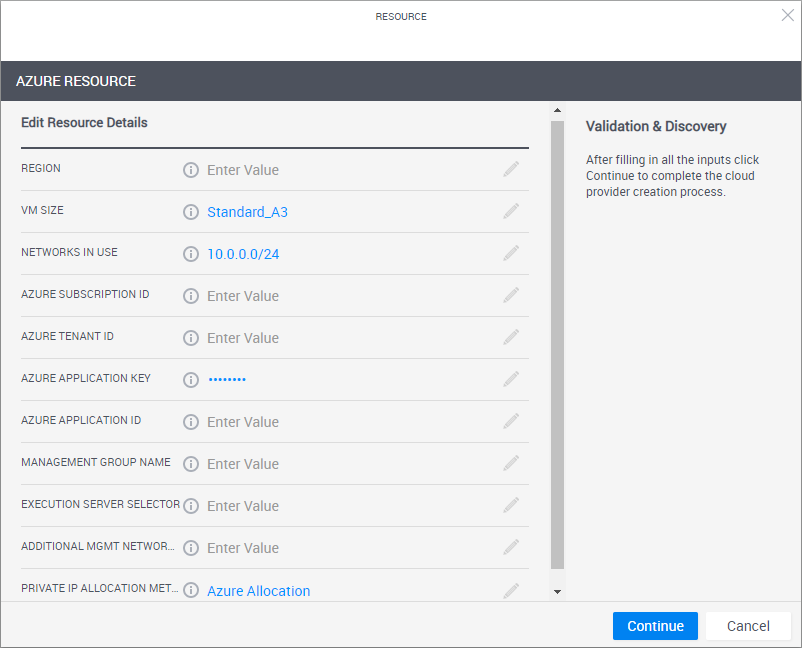 RESOURCE
AZURE RESOURCE
Edit Resource Details
REGION Enter Value
VM SIZE Standard_A3
NETWORKS IN USE 10.0.0.0/24
AZURE SUBSCRIPTION ID Enter Value
AZURE TENANT ID Enter Value
AZURE APPLICATION KEY ••••••••
AZURE APPLICATION ID Enter Value
MANAGEMENT GROUP NAME Enter Value
EXECUTION SERVER SELECTOR Enter Value
ADDITIONAL MGMT NETWOR... Enter Value
PRIVATE IP ALLOCATION MET... Azure Allocation
Validation & Discovery
After filling in all the inputs click
Continue to complete the cloud
provider creation process.
Continue Cancel